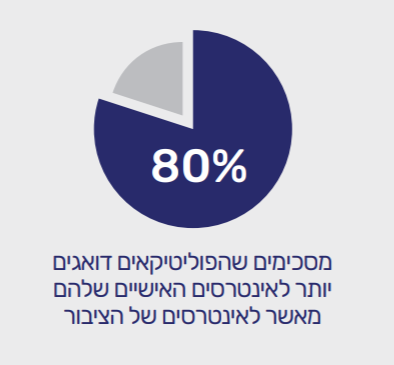 80%
מסכימים שהפוליטיקאים דואגים
יותר לאינטרסים האישיים שלהם
מאשר לאינטרסים של הציבור